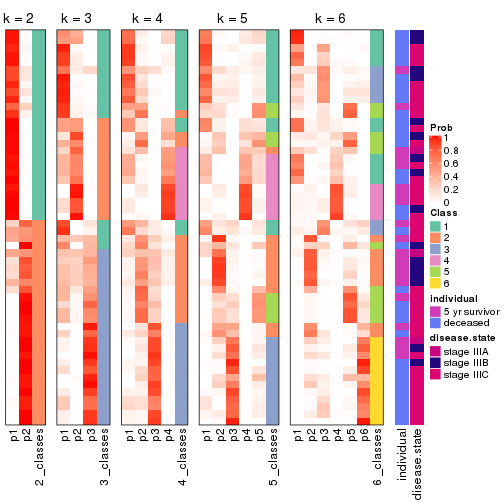 k = 2
k = 3
k = 4
k = 5
k = 6
Prob
1
0.8
0.6
0.4
0.2
0
Class
1
2
3
4
5
6
individual
5 yr survivor
deceased
disease.state
stage IIIA
stage IIIB
stage IIIC
p1
p2
2_classes
p1
p2
p3
3_classes
p1
p2
p3
p4
4_classes
p1
p2
p3
p4
p5
5_classes
p1
p2
p3
p4
p5
p6
6_classes
individual
disease.state